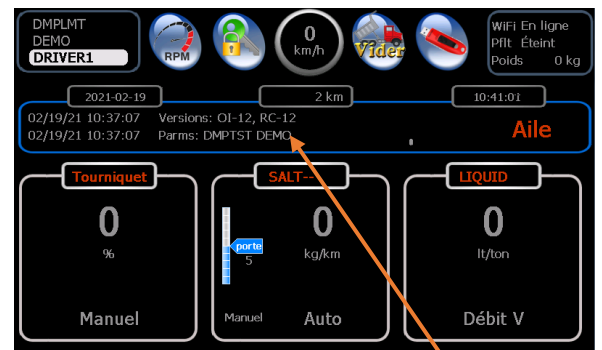 DMPLMT
DEMO
DRIVER1
RPM
0
km/h
Vider
WiFi En ligne
Pflt Éteint
Poids 0 kg
2021-02-19
2 km
10:41:01
02/19/21 10:37:07 Versions: OI-12, RC-12
02/19/21 10:37:07 Parms: DMPTST DEMO
Aile
Tourniquet
0
%
Manuel
SALT--
porte
5
0
kg/km
Manuel
Auto
LIQUID
0
lt/ton
Débit V